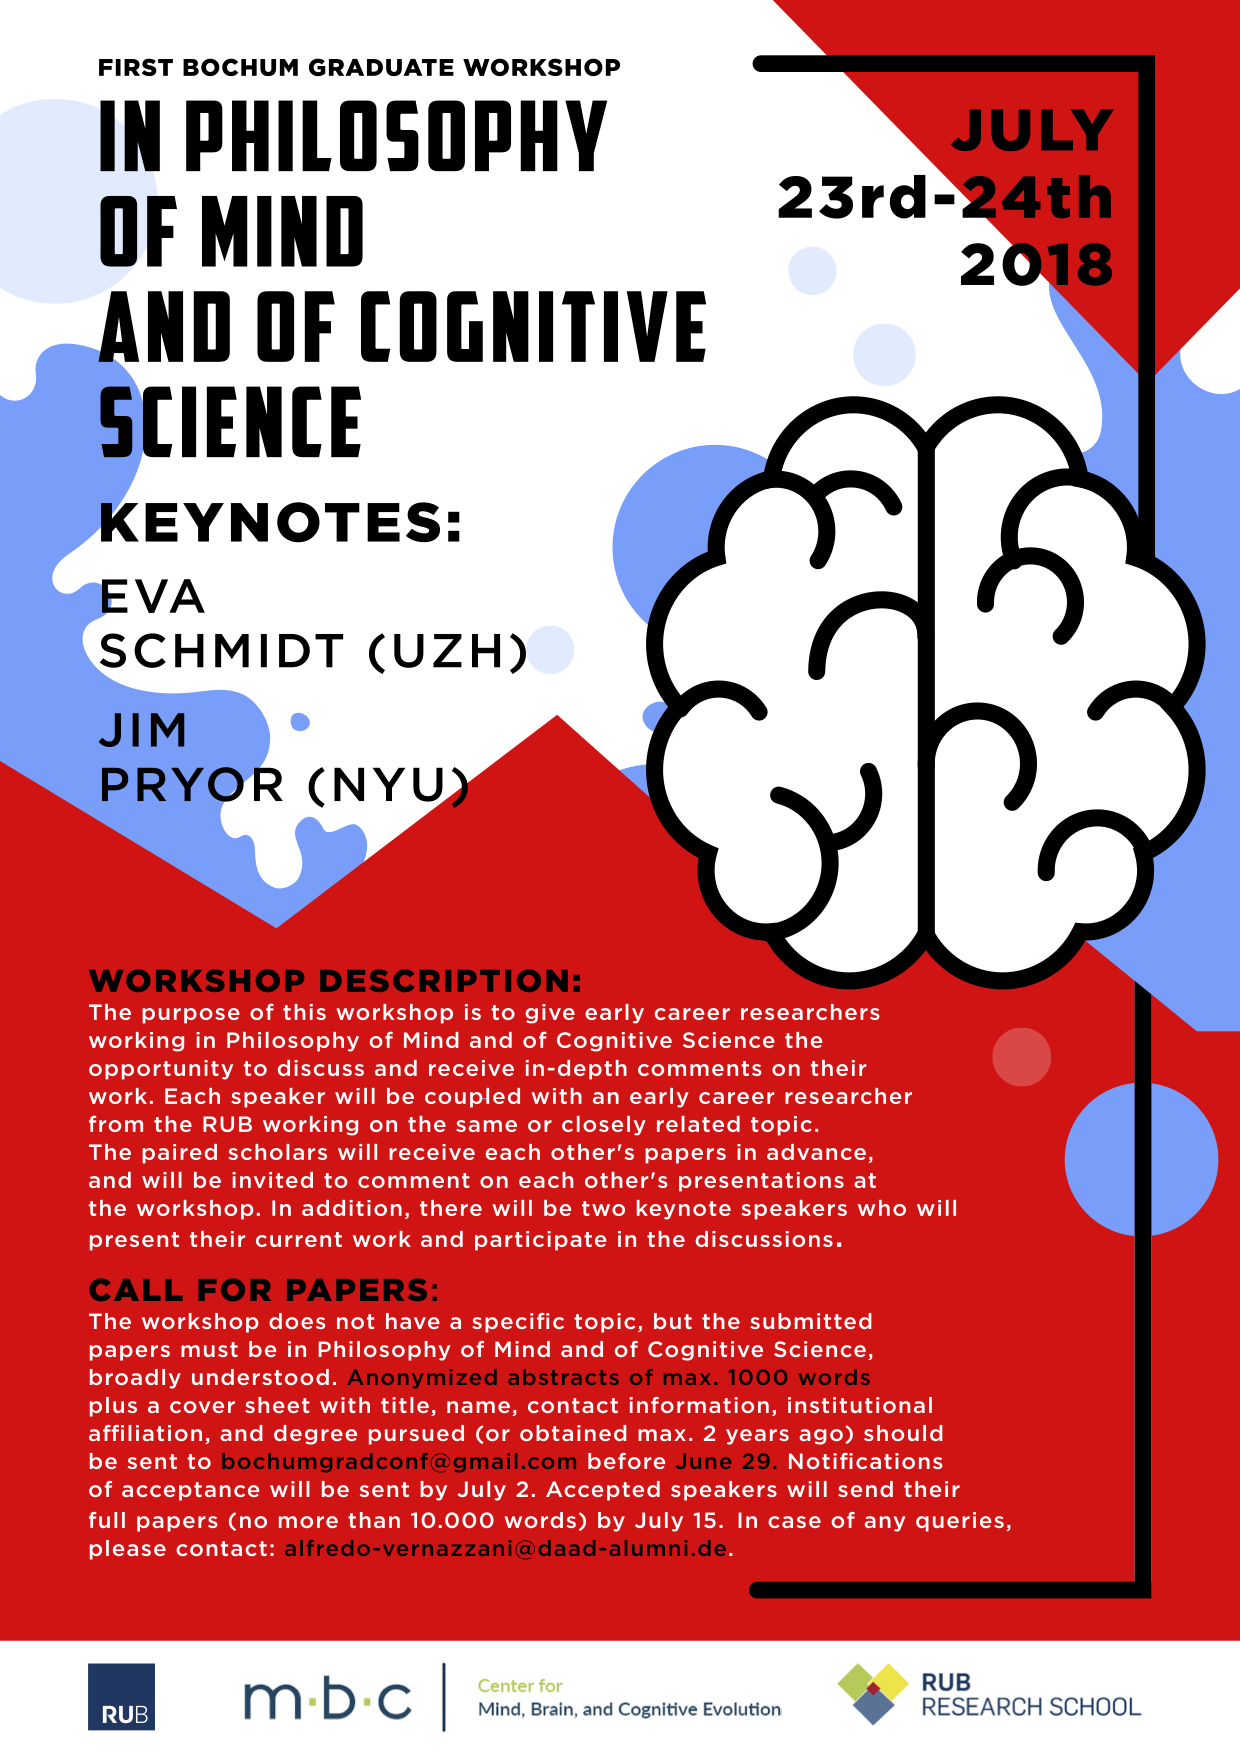 FIRST BOCHUM GRADUATE WORKSHOP
IN PHILOSOPHY
OF MIND
AND OF COGNITIVE
SCIENCE
JULY
23rd-24th
2018
KEYNOTES:
EVA
SCHMIDT (UZH)
JIM
PRYOR (NYU)
WORKSHOP DESCRIPTION:
The purpose of this workshop is to give early career researchers
working in Philosophy of Mind and of Cognitive Science the
opportunity to discuss and receive in-depth comments on their
work. Each speaker will be coupled with an early career researcher
from the RUB working on the same or closely related topic.
The paired scholars will receive each other's papers in advance,
and will be invited to comment on each other's presentations at
the workshop. In addition, there will be two keynote speakers who will
present their current work and participate in the discussions.
CALL FOR PAPERS:
The workshop does not have a specific topic, but the submitted
papers must be in Philosophy of Mind and of Cognitive Science,
broadly understood. Anonymized abstracts of max. 1000 words
plus a cover sheet with title, name, contact information, institutional
affiliation, and degree pursued (or obtained max. 2 years ago) should
be sent to bochumgradconf@gmail.com before June 29. Notifications
of acceptance will be sent by July 2. Accepted speakers will send their
full papers (no more than 10.000 words) by July 15. In case of any queries,
please contact: alfredo-vernazzani@daad-alumni.de.
RUB
m·b·c
Center for
Mind, Brain, and Cognitive Evolution
RUB
RESEARCH SCHOOL